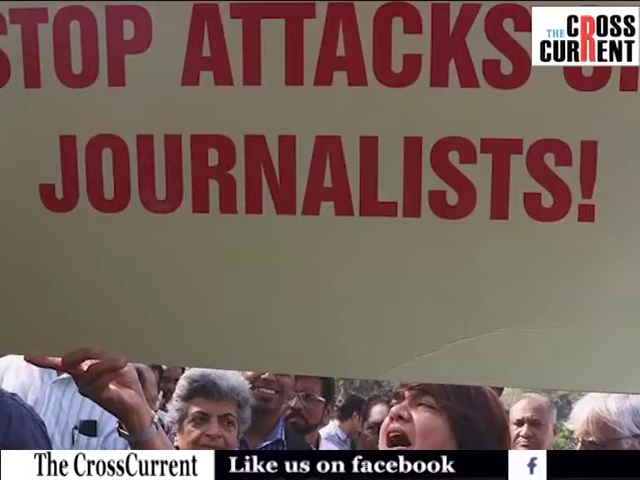 THE CROSS
CURRENT
STOP ATTACKS
JOURNALISTS!
The CrossCurrent
Like us on facebook
f